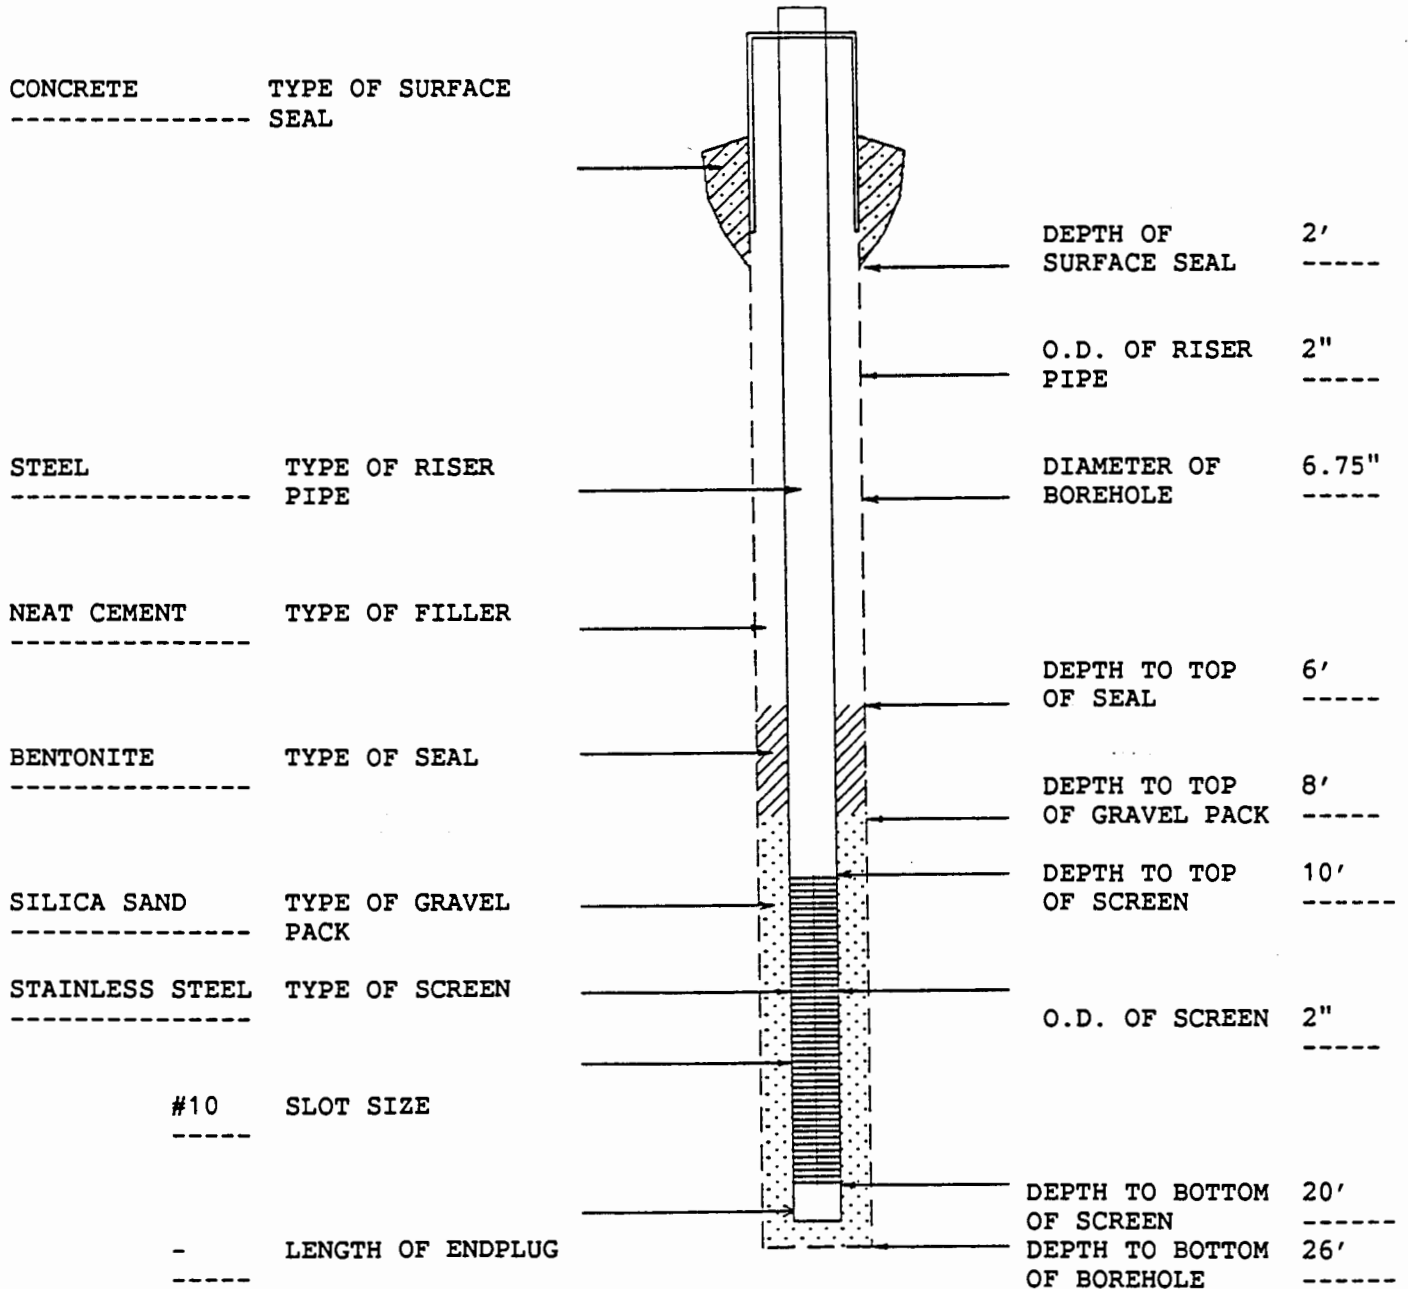 CONCRETE TYPE OF SURFACE
--------------- SEAL
DEPTH OF 2'
SURFACE SEAL -----
O.D. OF RISER 2"
PIPE -----
STEEL TYPE OF RISER
--------------- PIPE
DIAMETER OF 6.75"
BOREHOLE -----
NEAT CEMENT TYPE OF FILLER
---------------
DEPTH TO TOP 6'
OF SEAL -----
BENTONITE TYPE OF SEAL
---------------
DEPTH TO TOP 8'
OF GRAVEL PACK -----
DEPTH TO TOP 10'
OF SCREEN ------
SILICA SAND TYPE OF GRAVEL
--------------- PACK
STAINLESS STEEL TYPE OF SCREEN
---------------
O.D. OF SCREEN 2"
-----
#10 SLOT SIZE
-----
DEPTH TO BOTTOM 20'
OF SCREEN ------
- LENGTH OF ENDPLUG
-----
DEPTH TO BOTTOM 26'
OF BOREHOLE ------